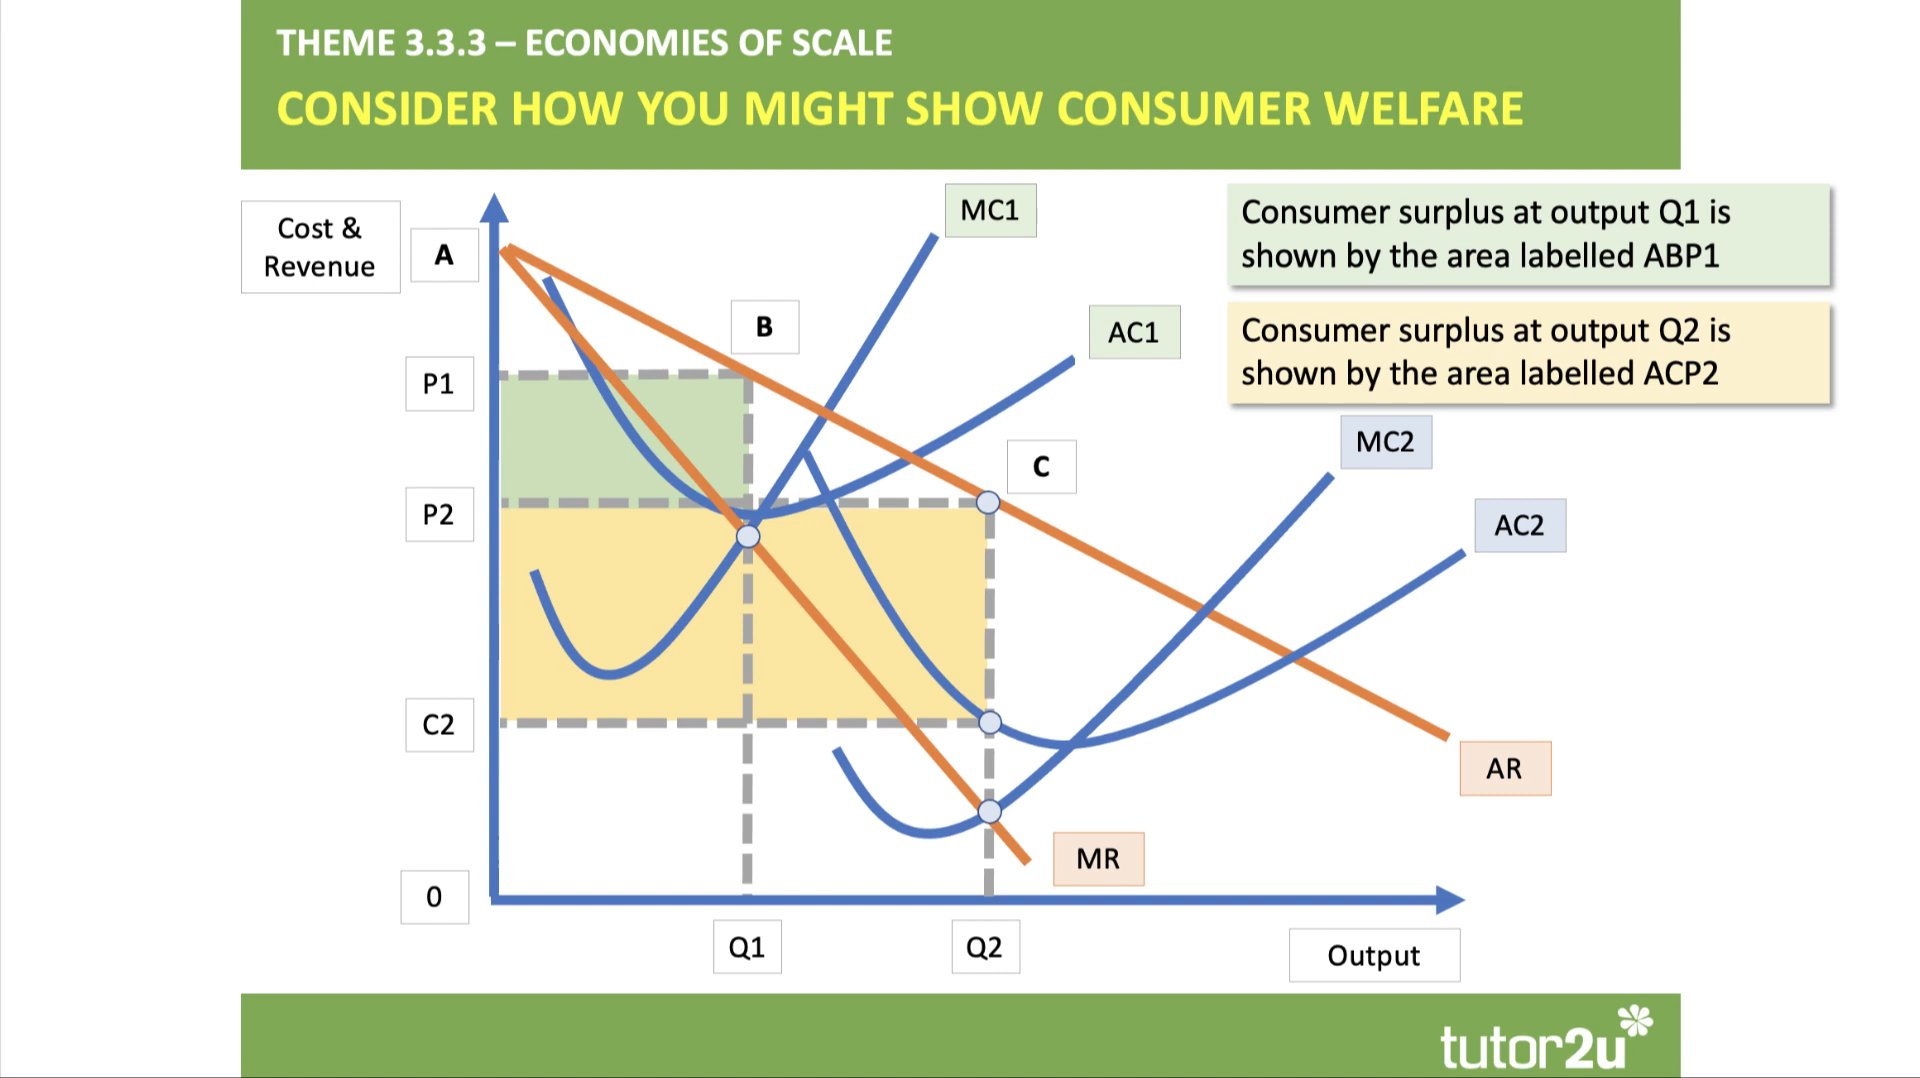 THEME 3.3.3 – ECONOMIES OF SCALE
CONSIDER HOW YOU MIGHT SHOW CONSUMER WELFARE
Cost &
Revenue
A
MC1
Consumer surplus at output Q1 is
shown by the area labelled ABP1
B
AC1
Consumer surplus at output Q2 is
shown by the area labelled ACP2
P1
MC2
C
P2
AC2
C2
AR
MR
0
Q1
Q2
Output
tutor2u